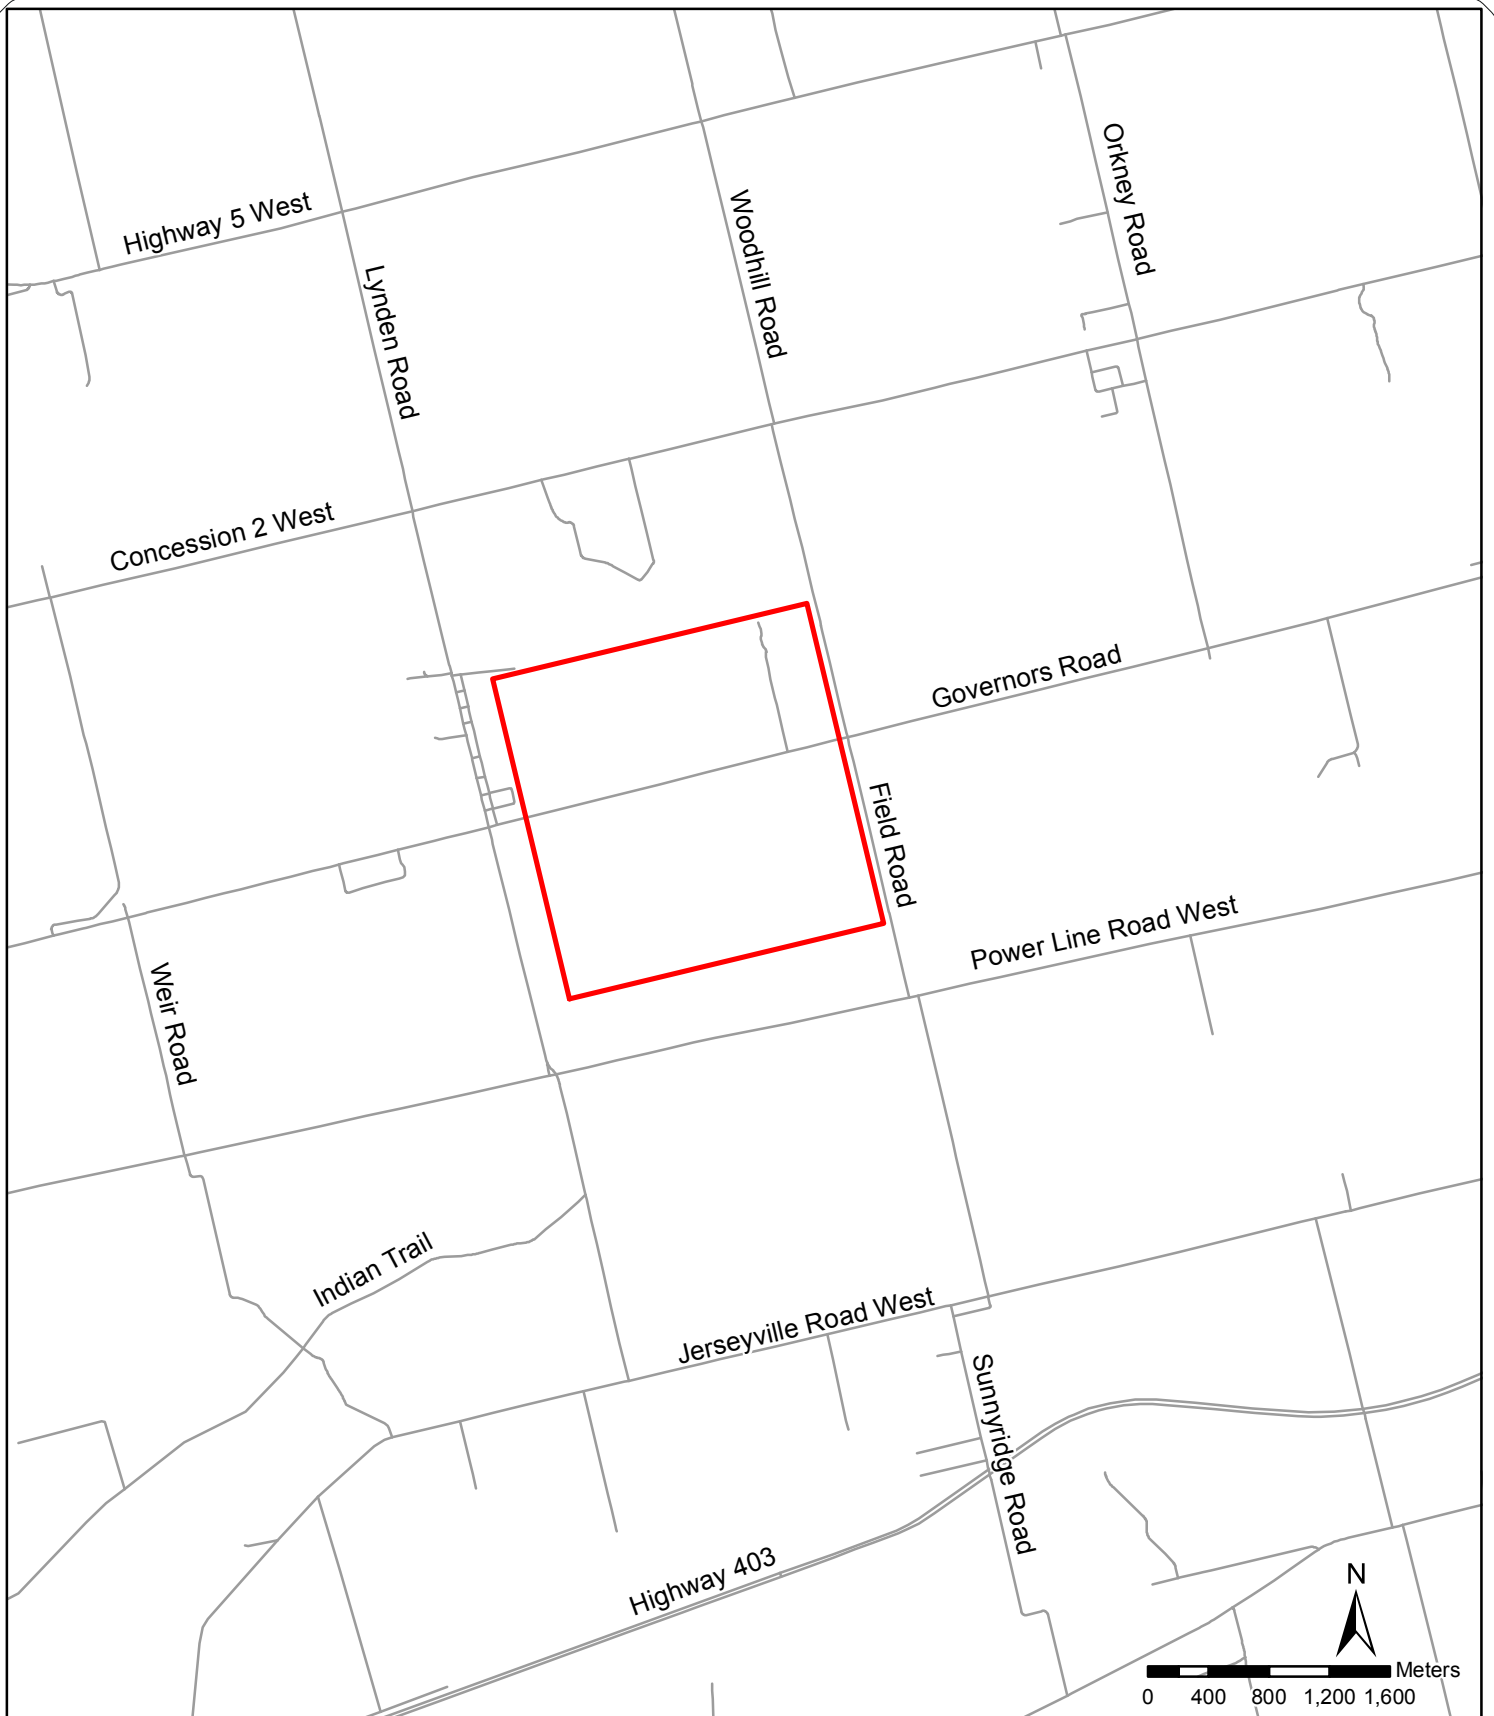 Orkney Road
Highway 5 West
Woodhill Road
Lynden Road
Concession 2 West
Governors Road
Field Road
Power Line Road West
Weir Road
Indian Trail
Jerseyville Road West
Sunnyridge Road
Highway 403
N
Meters
0 400 800 1,200 1,600